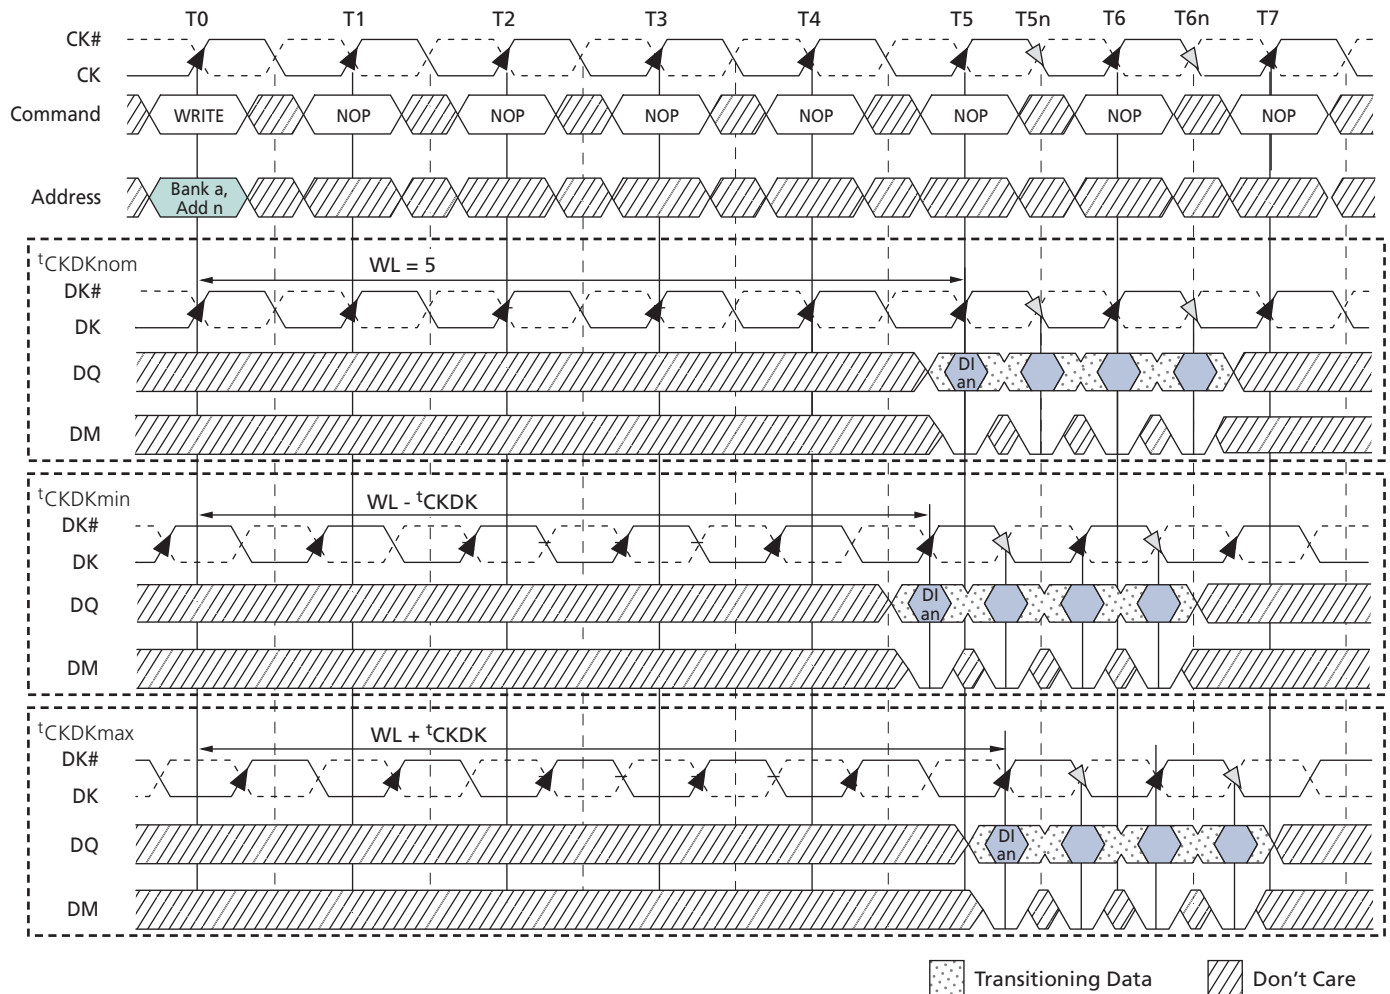 T0 T1 T2 T3 T4 T5 T5n T6 T6n T7
CK#
CK
Command WRITE NOP NOP NOP NOP NOP NOP NOP
Address Bank a,
Add n
tCKDKnom
WL = 5
DK#
DK
DQ DI
an
DM
tCKDKmin
WL - tCKDK
DK#
DK
DQ DI
an
DM
tCKDKmax
WL + tCKDK
DK#
DK
DQ DI
an
DM
Transitioning Data Don't Care